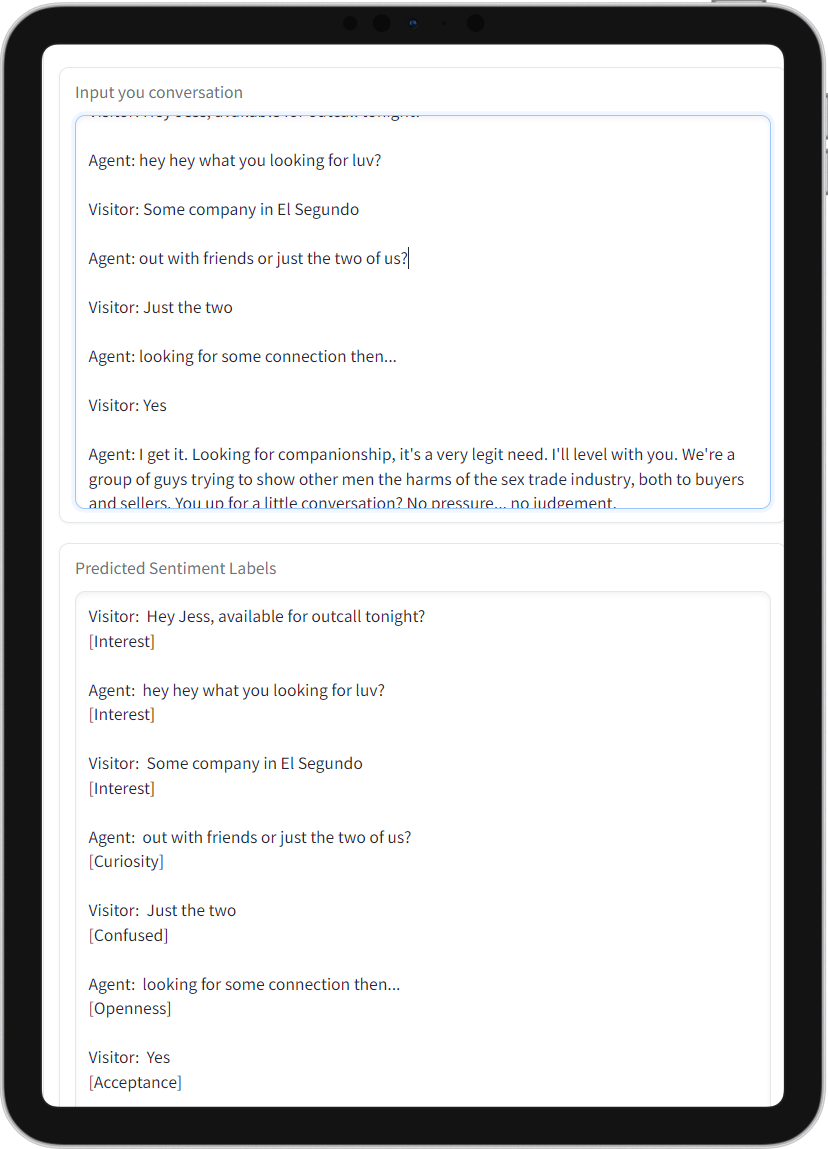 Input you conversation
Visitor: Hey Jess, available for outcall tonight?
Agent: hey hey what you looking for luv?
Visitor: Some company in El Segundo
Agent: out with friends or just the two of us?
Visitor: Just the two
Agent: looking for some connection then...
Visitor: Yes
Agent: I get it. Looking for companionship, it's a very legit need. I'll level with you. We're a
group of guys trying to show other men the harms of the sex trade industry, both to buyers
and sellers. You up for a little conversation? No pressure... no judgement.
Predicted Sentiment Labels
Visitor:  Hey Jess, available for outcall tonight?
[Interest]
Agent:  hey hey what you looking for luv?
[Interest]
Visitor:  Some company in El Segundo
[Interest]
Agent:  out with friends or just the two of us?
[Curiosity]
Visitor:  Just the two
[Confused]
Agent:  looking for some connection then...
[Openness]
Visitor:  Yes
[Acceptance]